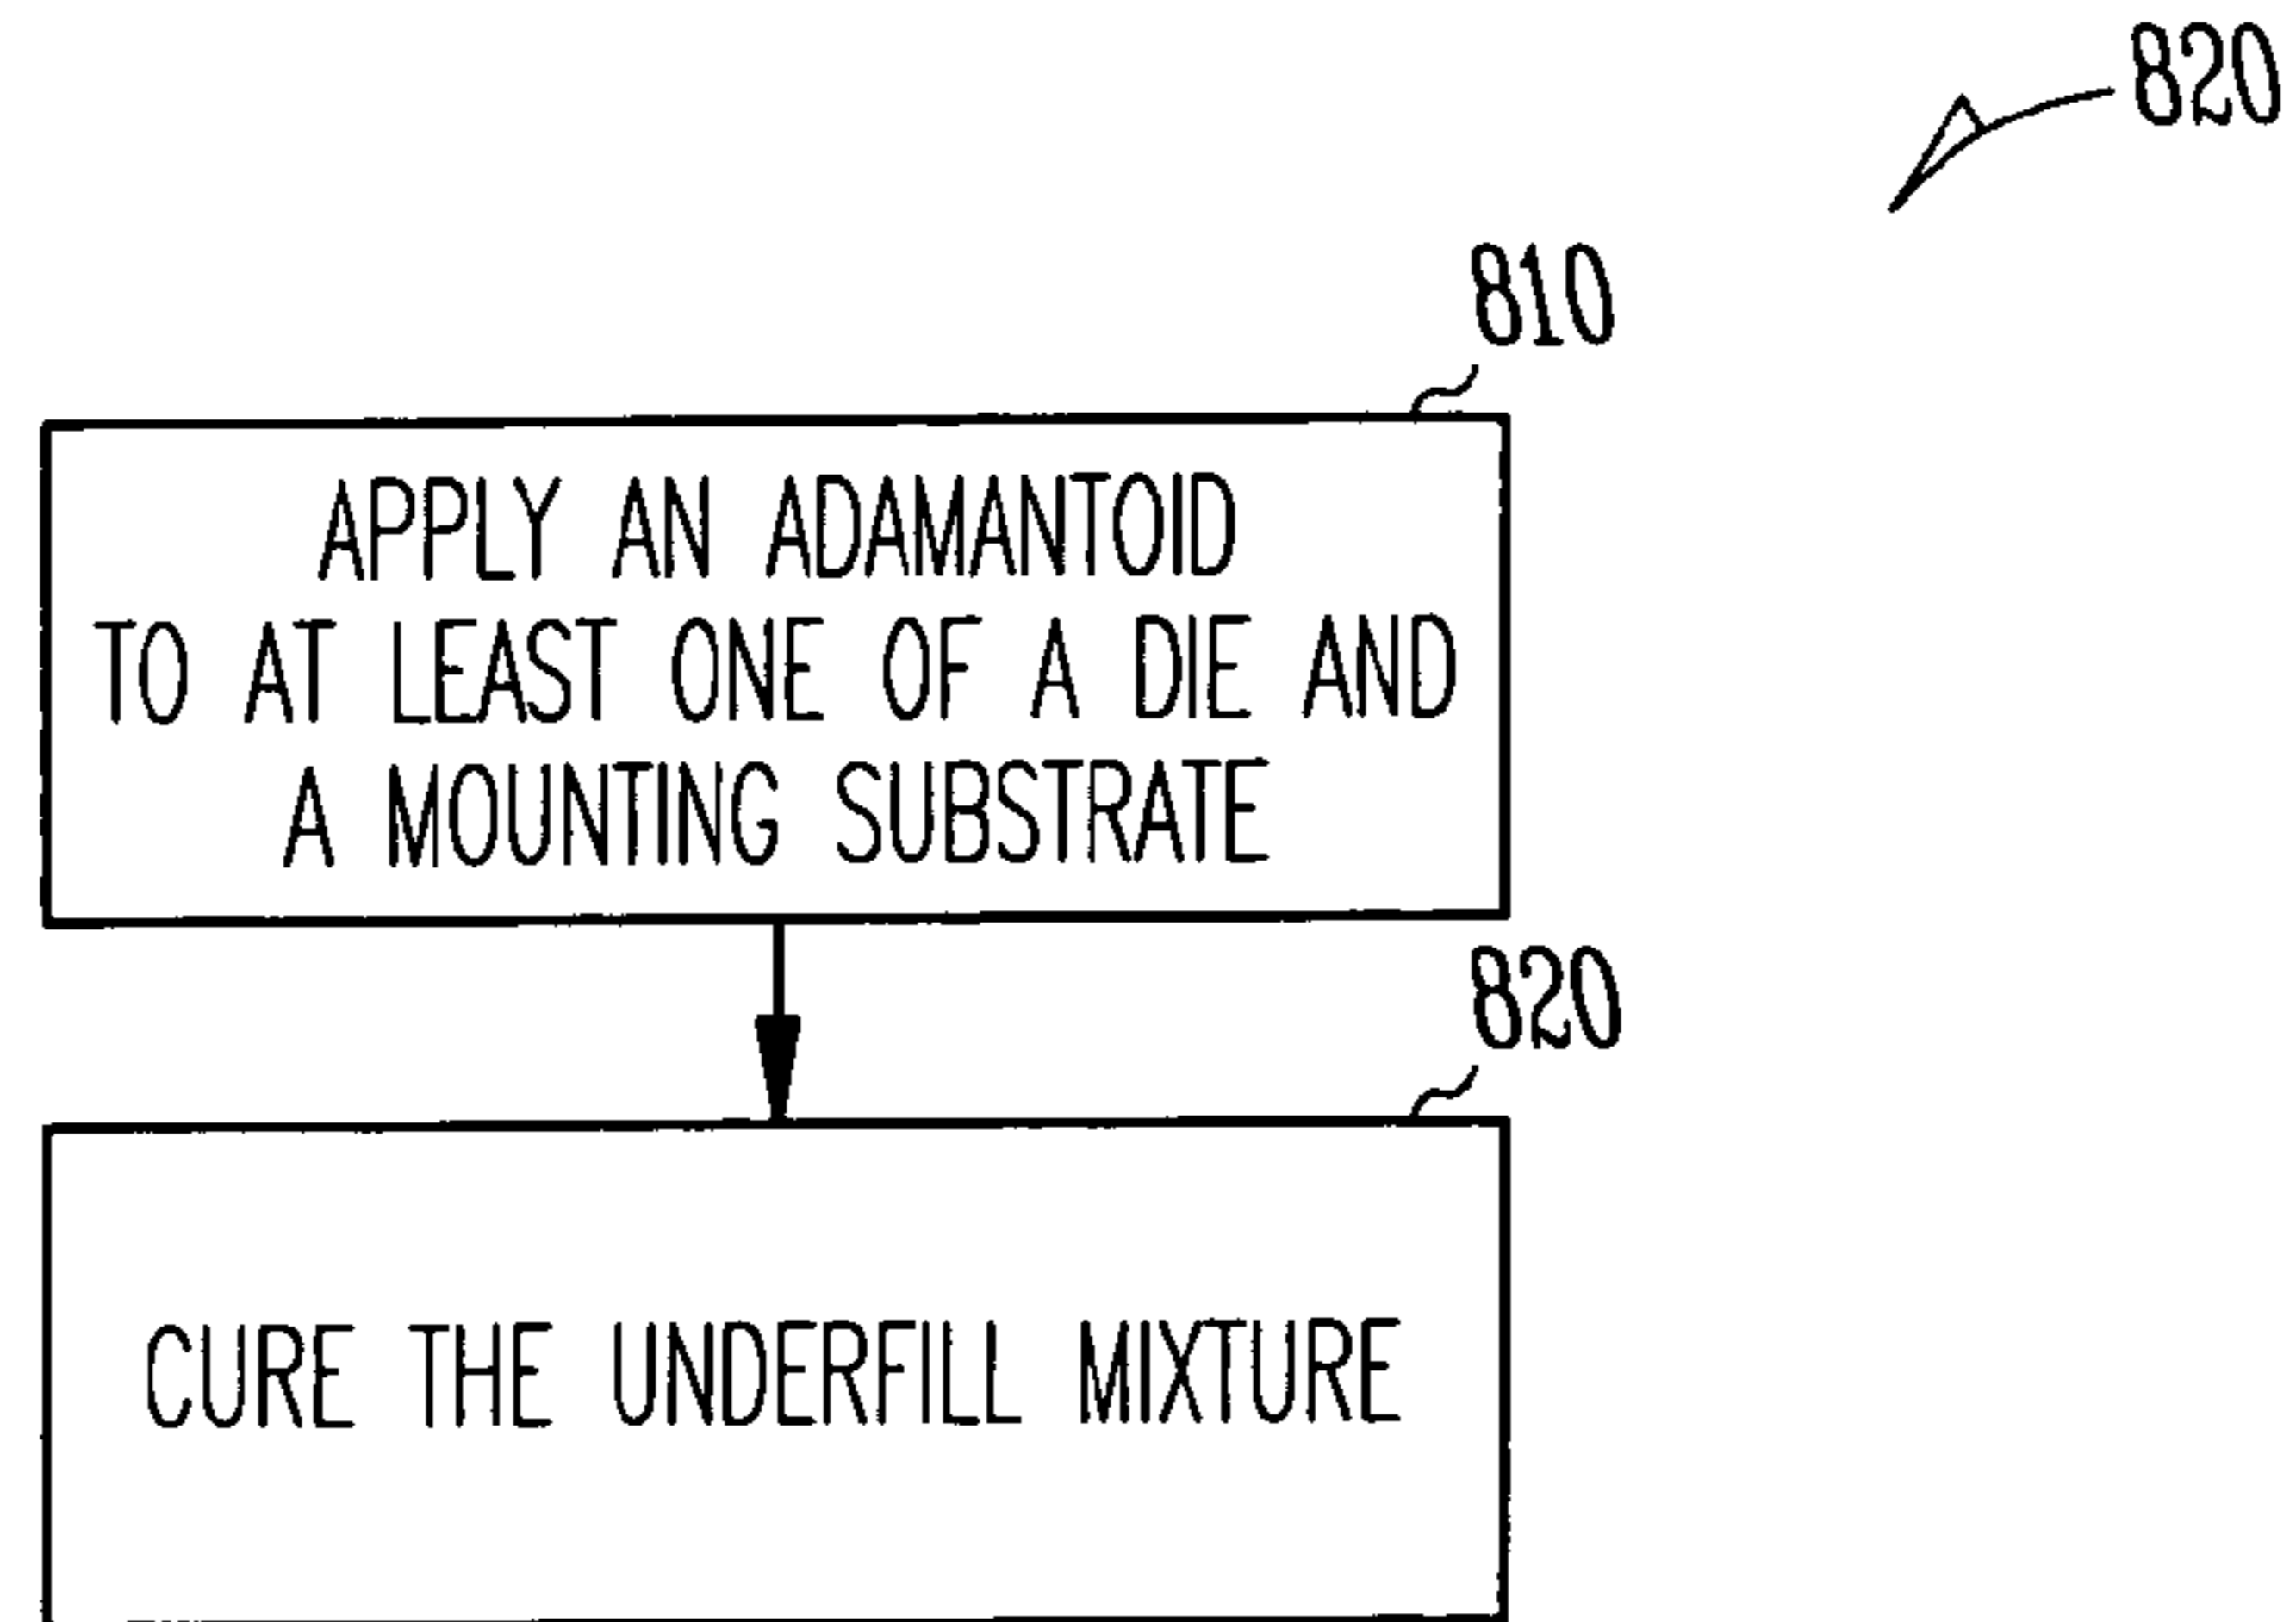 820
810
APPLY AN ADAMANTOID
TO AT LEAST ONE OF A DIE AND
A MOUNTING SUBSTRATE
820
CURE THE UNDERFILL MIXTURE